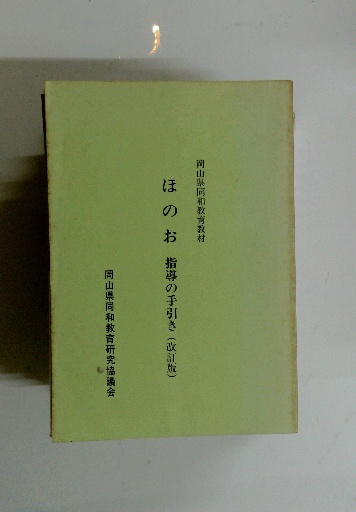 岡山県同和教育教材
ほのお 指導の手引き(改訂版)
岡山県同和教育研究協議会